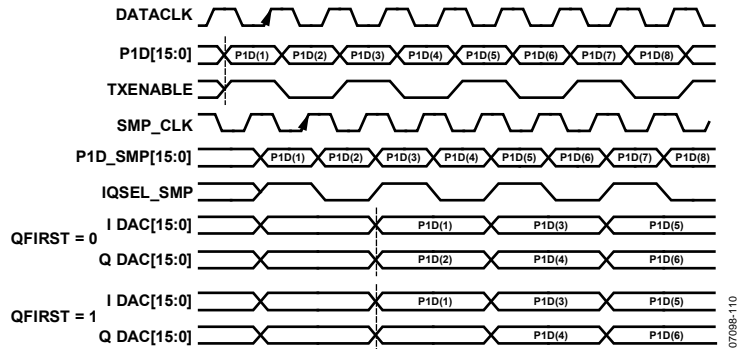 DATACLK
P1D[15:0] P1D(1) P1D(2) P1D(3) P1D(4) P1D(5) P1D(6) P1D(7) P1D(8)
TXENABLE
SMP_CLK
P1D_SMP[15:0] P1D(1) P1D(2) P1D(3) P1D(4) P1D(5) P1D(6) P1D(7) P1D(8)
IQSEL_SMP
QFIRST = 0
I DAC[15:0] P1D(1) P1D(3) P1D(5)
Q DAC[15:0] P1D(2) P1D(4) P1D(6)
QFIRST = 1
I DAC[15:0] P1D(1) P1D(3) P1D(5)
Q DAC[15:0] P1D(4) P1D(6)
07098-110